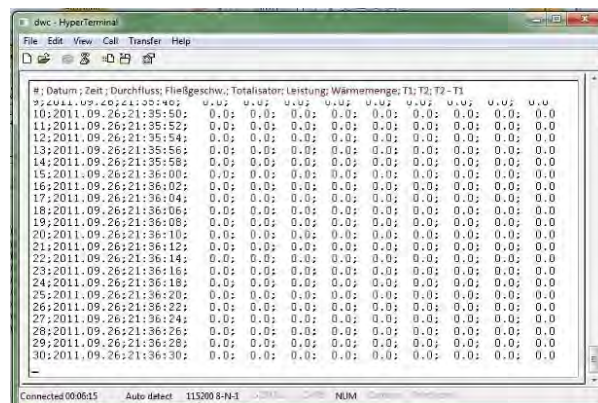 dwc - HyperTerminal
File Edit View Call Transfer Help
# ; Datum ; Zeit ; Durchfluss; Fließgeschw.; Totalisator; Leistung; Wärmemenge; T1; T2; T2 - T1
9;2011.09.26;21:35:48; 0.0; 0.0; 0.0; 0.0; 0.0; 0.0; 0.0; 0.0
10;2011.09.26;21:35:50; 0.0; 0.0; 0.0; 0.0; 0.0; 0.0; 0.0; 0.0
11;2011.09.26;21:35:52; 0.0; 0.0; 0.0; 0.0; 0.0; 0.0; 0.0; 0.0
12;2011.09.26;21:35:54; 0.0; 0.0; 0.0; 0.0; 0.0; 0.0; 0.0; 0.0
13;2011.09.26;21:35:56; 0.0; 0.0; 0.0; 0.0; 0.0; 0.0; 0.0; 0.0
14;2011.09.26;21:35:58; 0.0; 0.0; 0.0; 0.0; 0.0; 0.0; 0.0; 0.0
15;2011.09.26;21:36:00; 0.0; 0.0; 0.0; 0.0; 0.0; 0.0; 0.0; 0.0
16;2011.09.26;21:36:02; 0.0; 0.0; 0.0; 0.0; 0.0; 0.0; 0.0; 0.0
17;2011.09.26;21:36:04; 0.0; 0.0; 0.0; 0.0; 0.0; 0.0; 0.0; 0.0
18;2011.09.26;21:36:06; 0.0; 0.0; 0.0; 0.0; 0.0; 0.0; 0.0; 0.0
19;2011.09.26;21:36:08; 0.0; 0.0; 0.0; 0.0; 0.0; 0.0; 0.0; 0.0
20;2011.09.26;21:36:10; 0.0; 0.0; 0.0; 0.0; 0.0; 0.0; 0.0; 0.0
21;2011.09.26;21:36:12; 0.0; 0.0; 0.0; 0.0; 0.0; 0.0; 0.0; 0.0
22;2011.09.26;21:36:14; 0.0; 0.0; 0.0; 0.0; 0.0; 0.0; 0.0; 0.0
23;2011.09.26;21:36:16; 0.0; 0.0; 0.0; 0.0; 0.0; 0.0; 0.0; 0.0
24;2011.09.26;21:36:18; 0.0; 0.0; 0.0; 0.0; 0.0; 0.0; 0.0; 0.0
25;2011.09.26;21:36:20; 0.0; 0.0; 0.0; 0.0; 0.0; 0.0; 0.0; 0.0
26;2011.09.26;21:36:22; 0.0; 0.0; 0.0; 0.0; 0.0; 0.0; 0.0; 0.0
27;2011.09.26;21:36:24; 0.0; 0.0; 0.0; 0.0; 0.0; 0.0; 0.0; 0.0
28;2011.09.26;21:36:26; 0.0; 0.0; 0.0; 0.0; 0.0; 0.0; 0.0; 0.0
29;2011.09.26;21:36:28; 0.0; 0.0; 0.0; 0.0; 0.0; 0.0; 0.0; 0.0
30;2011.09.26;21:36:30; 0.0; 0.0; 0.0; 0.0; 0.0; 0.0; 0.0; 0.0
Connected 00:06:15 Auto detect 115200 8-N-1 NUM